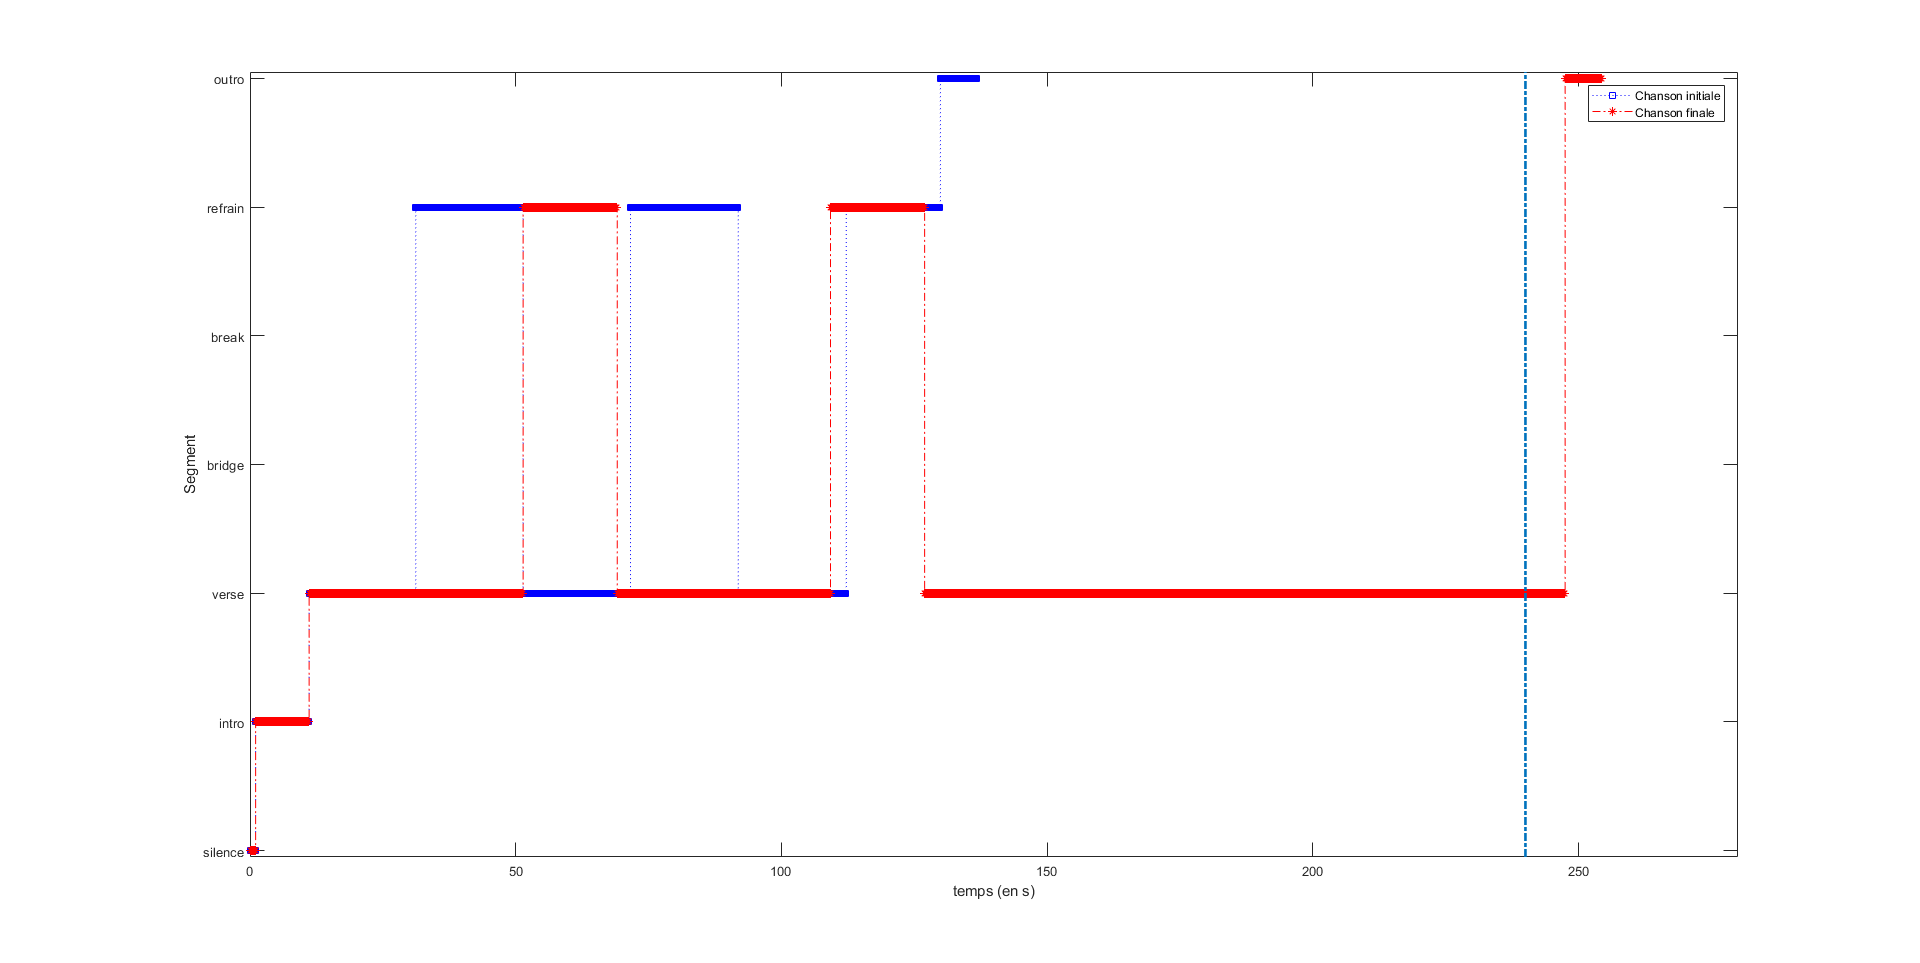 outro
refrain
break
bridge
verse
intro
silence
Segment
0
50
100
150
200
250
temps (en s)
Chanson initiale
Chanson finale